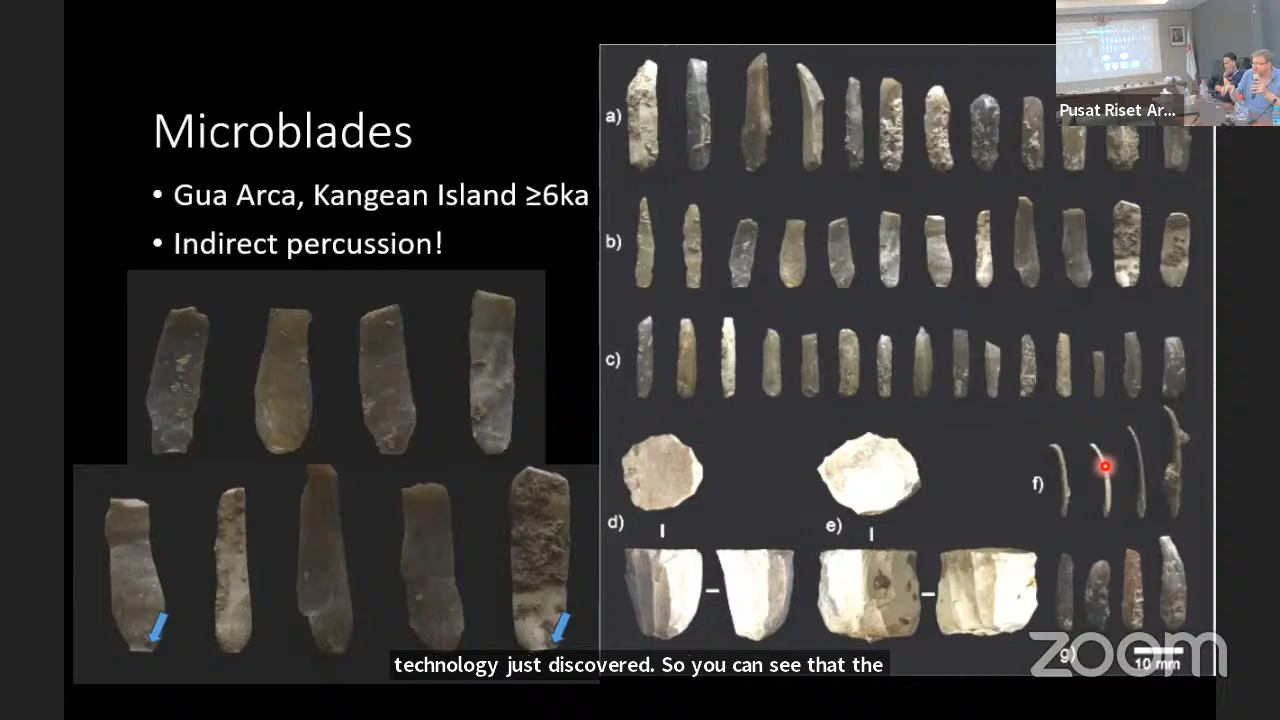 Microblades
• Gua Arca, Kangean Island ≥6ka
• Indirect percussion!
a)
b)
c)
d)
e)
f)
g)
10 mm
Pusat Riset Ar...
technology just discovered. So you can see that the
zoom